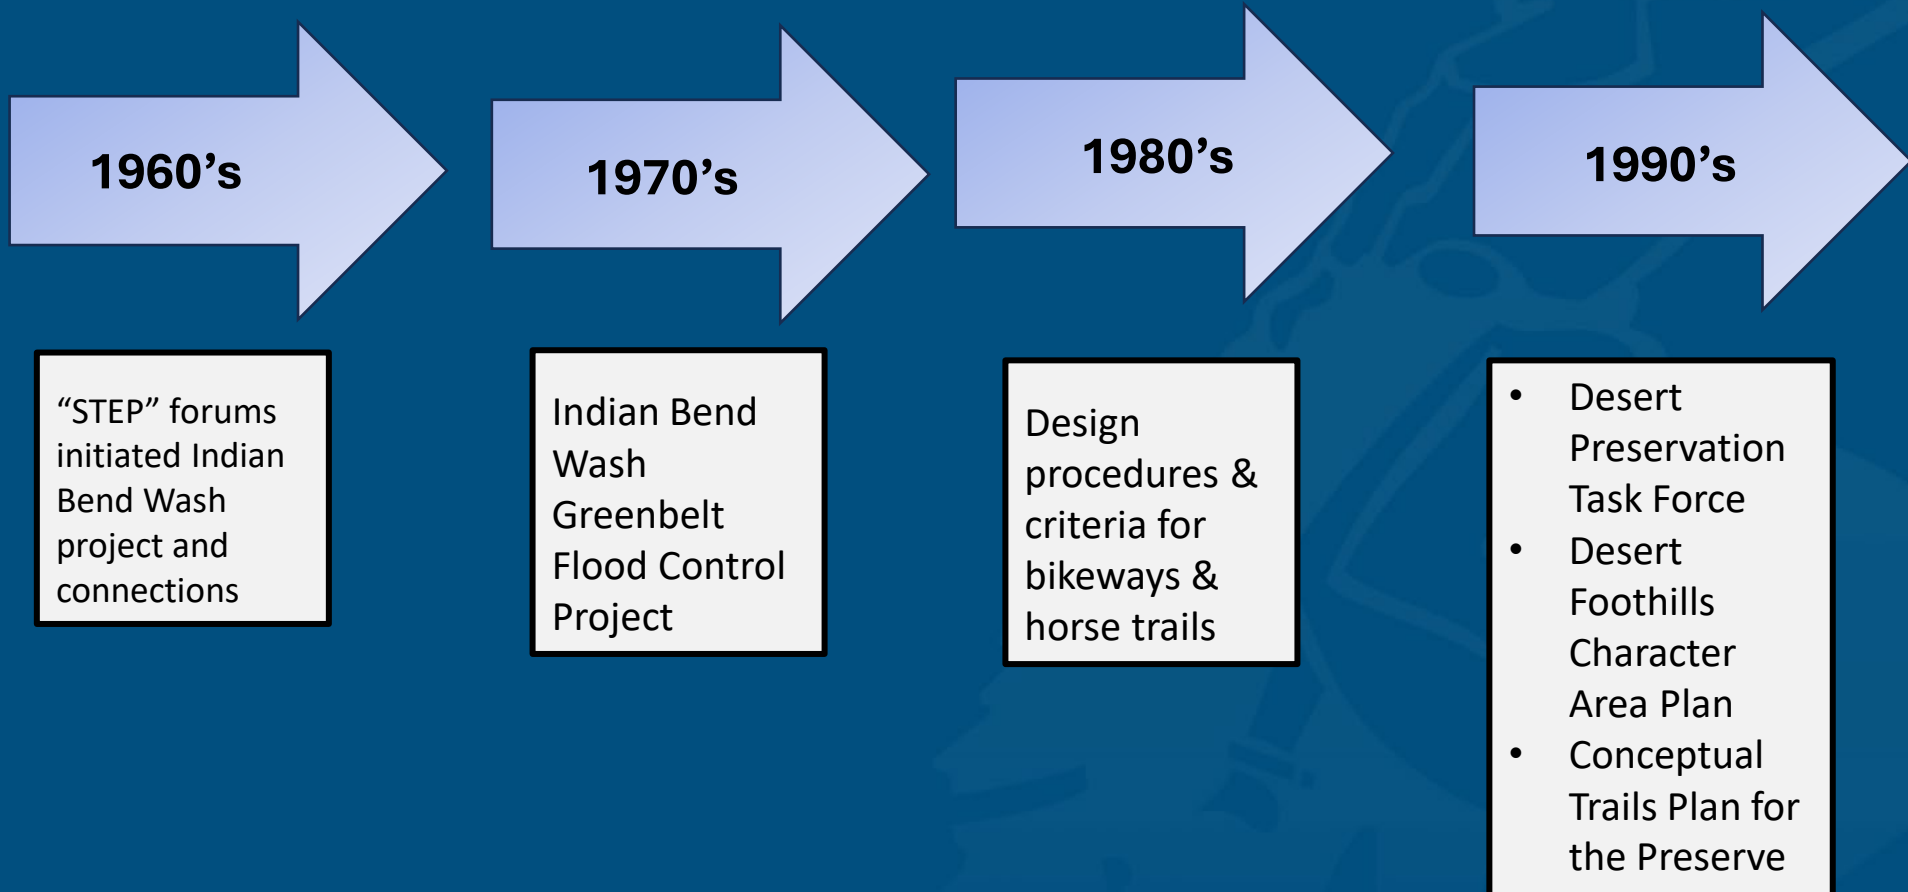 1960’s
1970’s
1980’s
1990’s
“STEP” forums
initiated Indian
Bend Wash
project and
connections
Indian Bend
Wash
Greenbelt
Flood Control
Project
Design
procedures &
criteria for
bikeways &
horse trails
• Desert
Preservation
Task Force
• Desert
Foothills
Character
Area Plan
• Conceptual
Trails Plan for
the Preserve